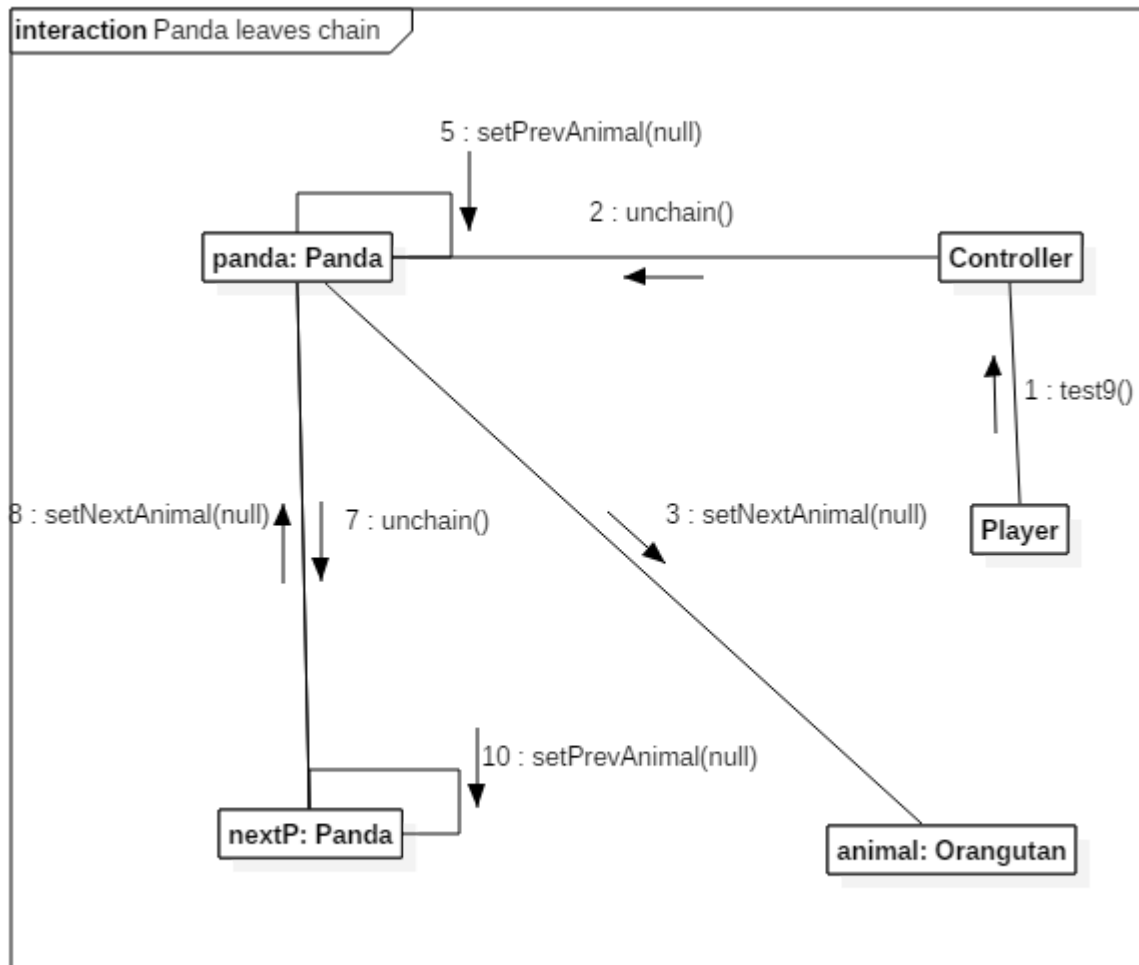 interaction Panda leaves chain
5 : setPrevAnimal(null)
2 : unchain()
panda: Panda
Controller
1 : test9()
8 : setNextAnimal(null)
7 : unchain()
3 : setNextAnimal(null)
Player
10 : setPrevAnimal(null)
nextP: Panda
animal: Orangutan